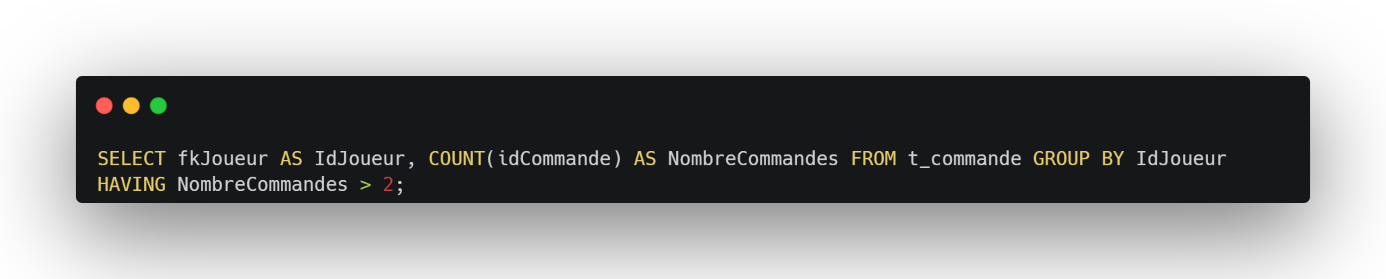 SELECT fkJoueur AS IdJoueur, COUNT(idCommande) AS NombreCommandes FROM t_commande GROUP BY IdJoueur
HAVING NombreCommandes > 2;